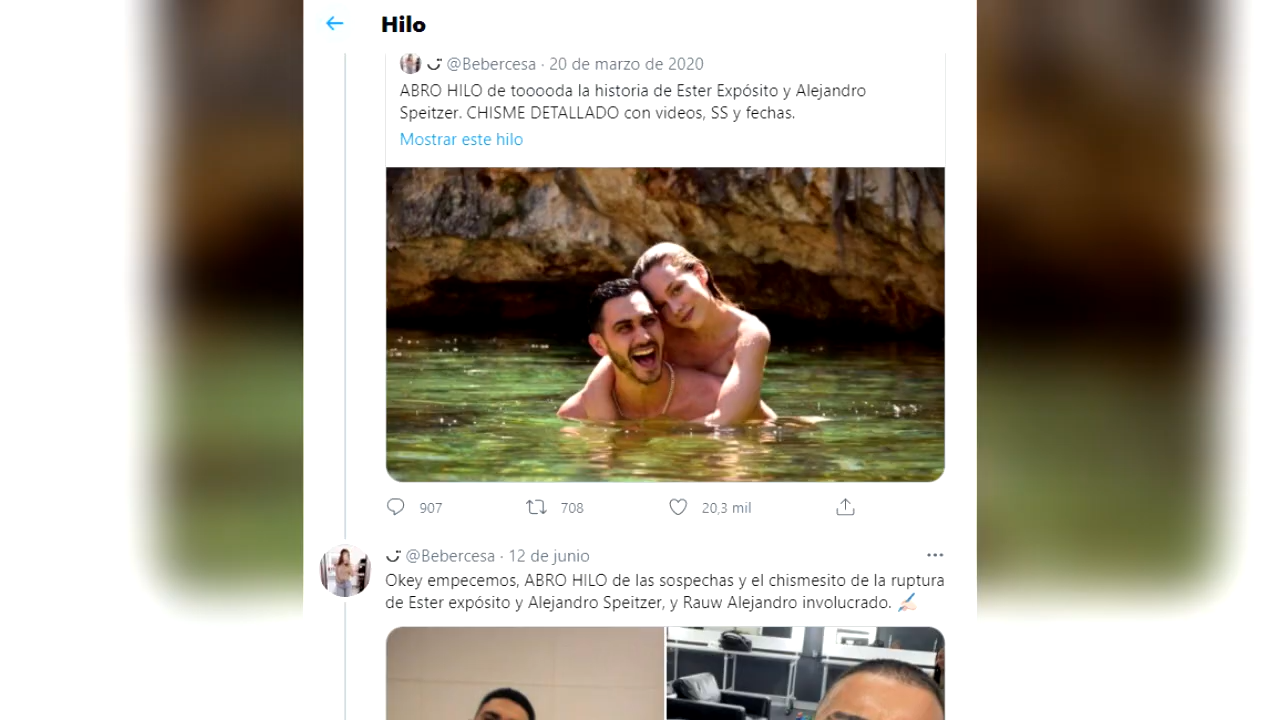 Hilo
@Bebercesa · 20 de marzo de 2020
ABRO HILO de tooooda la historia de Ester Expósito y Alejandro
Speitzer. CHISME DETALLADO con videos, SS y fechas.
Mostrar este hilo
907 708 20,3 mil
@Bebercesa · 12 de junio
Okey empecemos, ABRO HILO de las sospechas y el chismesito de la ruptura
de Ester expósito y Alejandro Speitzer, y Rauw Alejandro involucrado.